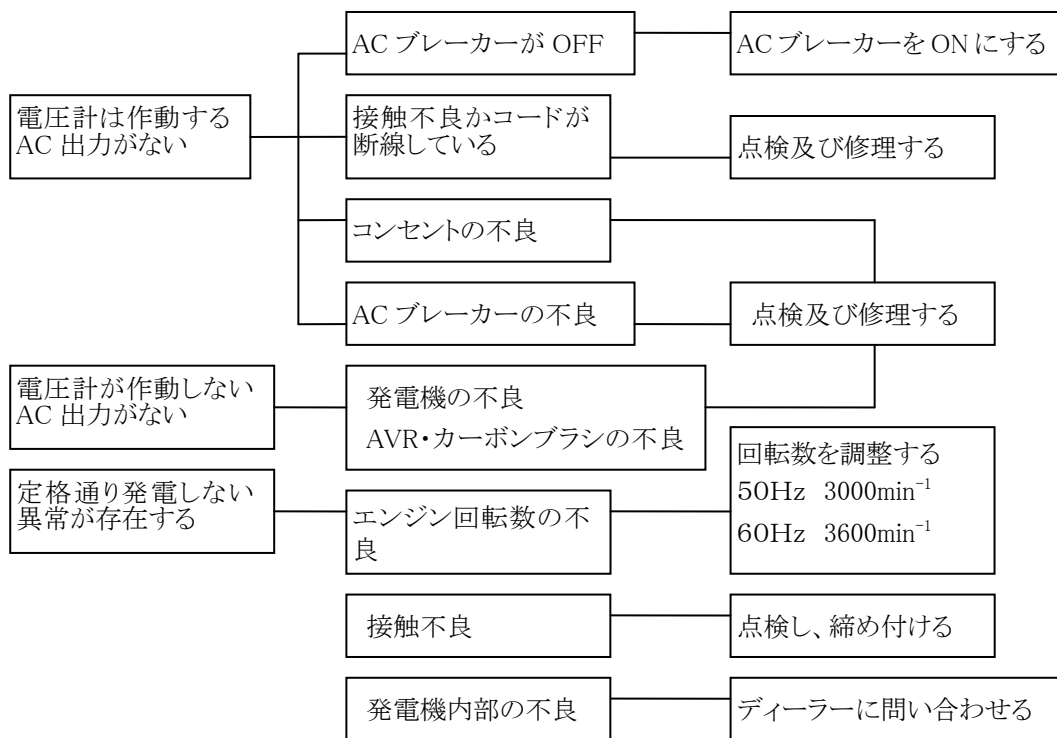 AC ブレーカーが OFF
AC ブレーカーを ON にする
電圧計は作動する
AC 出力がない
接触不良かコードが
断線している
点検及び修理する
コンセントの不良
AC ブレーカーの不良
点検及び修理する
電圧計が作動しない
AC 出力がない
発電機の不良
AVR・カーボンブラシの不良
定格通り発電しない
異常が存在する
エンジン回転数の不
良
回転数を調整する
50Hz 3000min⁻¹
60Hz 3600min⁻¹
接触不良
点検し、締め付ける
発電機内部の不良
ディーラーに問い合わせる